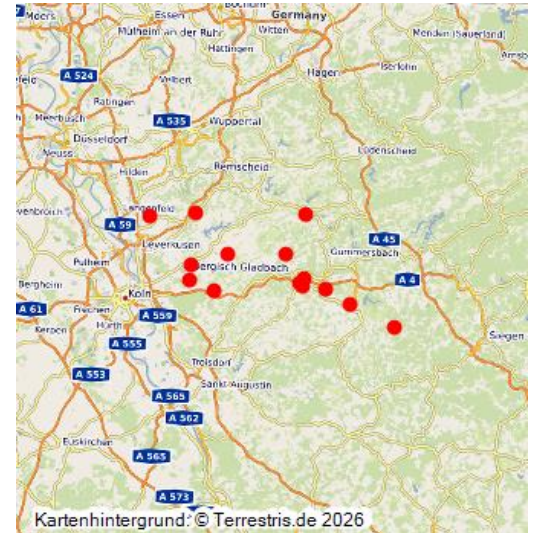 Germany
Moers
Essen
Witten
Mülheim an der Ruhr
Menden (Sauerland)
Hattingen
Iserlohn
Hagen
A 524
Velbert
Ratingen
Meerbusch
A 535
Wuppertal
Düsseldorf
Lüdenscheid
Neuss
Hilden
Remscheid
A 59
Leverkusen
A 45
Gummersbach
Pulheim
Bergisch Gladbach
Bergheim
A 4
Köln
A 61
Frechen
A 559
Kerpen
Hürth
Siegen
A 555
Troisdorf
A 553
Sankt Augustin
A 565
A 562
Euskirchen
A 565
A 573
Kartenhintergrund: © Terrestris.de 2026